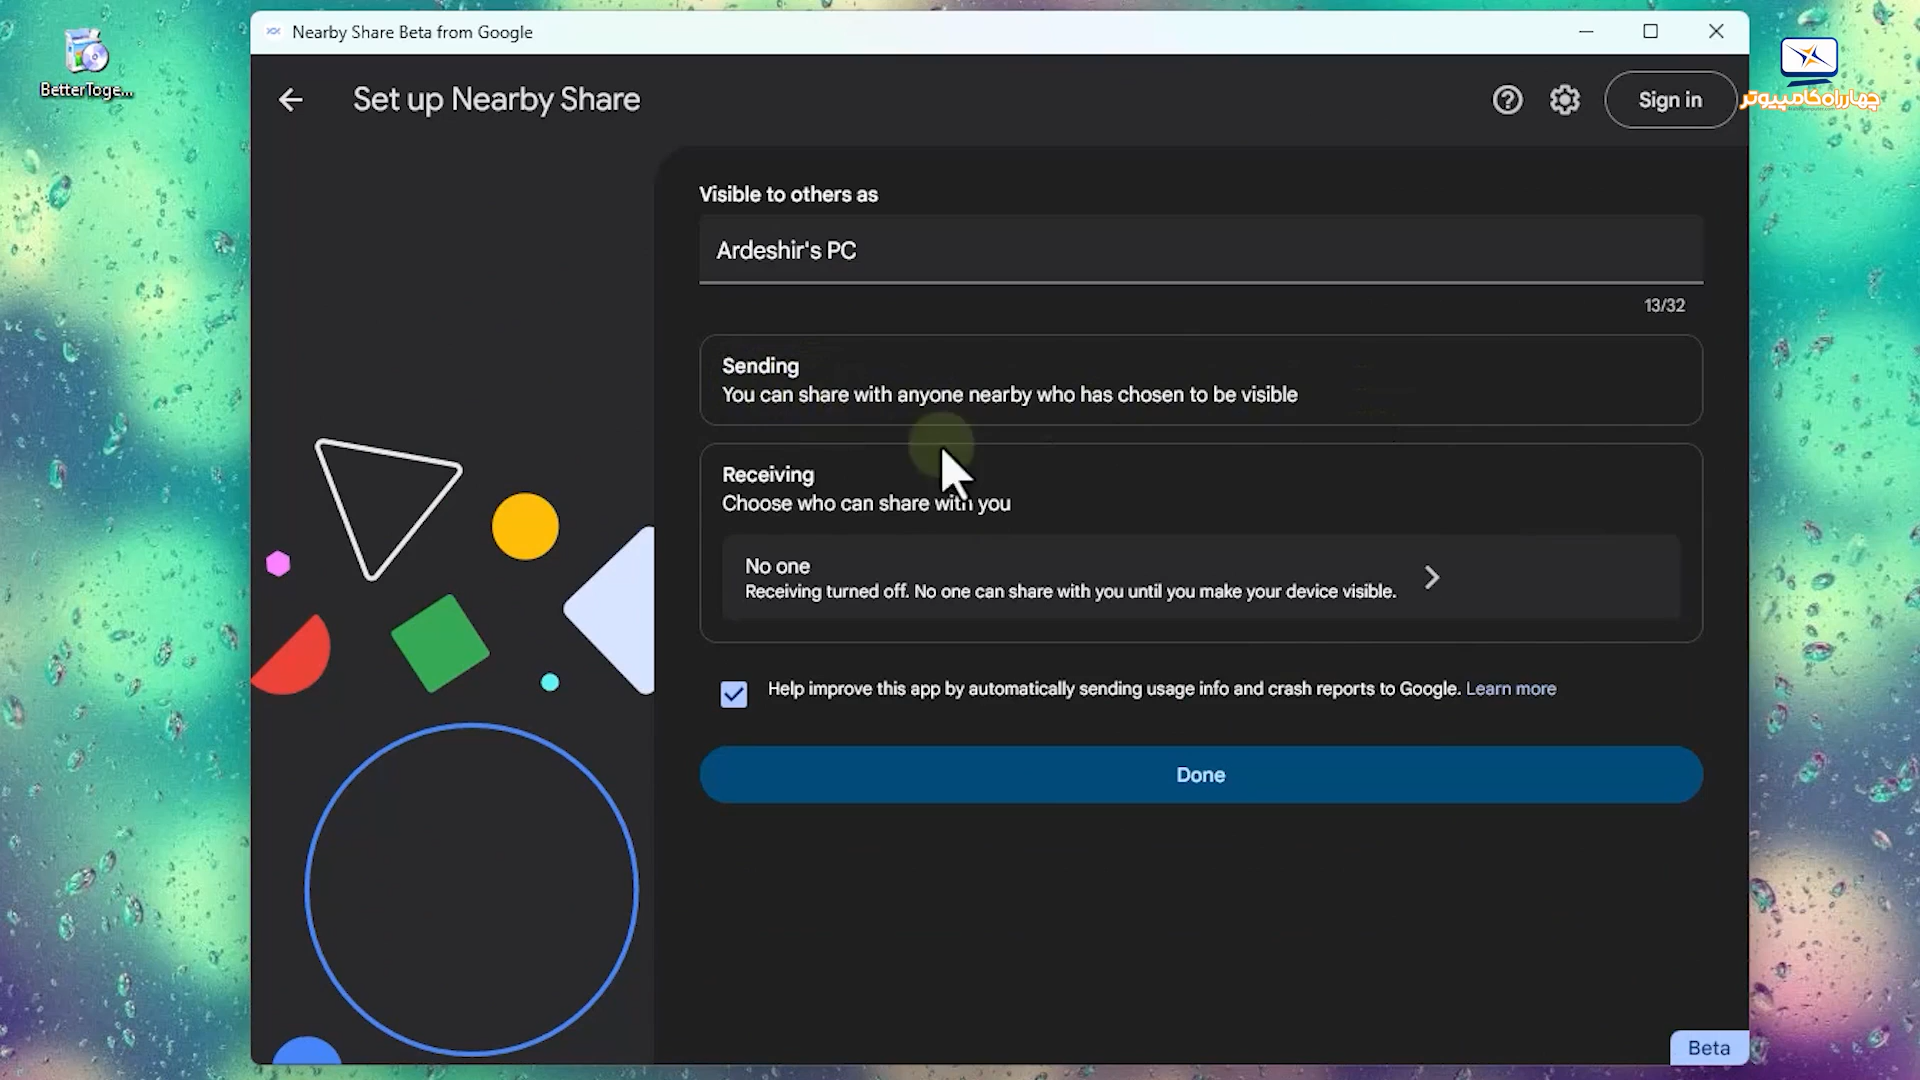 Nearby Share Beta from Google
BetterToge...
چهارراه کامپیوتر
Set up Nearby Share
Sign in
Visible to others as
Ardeshir's PC
13/32
Sending
You can share with anyone nearby who has chosen to be visible
Receiving
Choose who can share with you
No one
Receiving turned off. No one can share with you until you make your device visible.
Help improve this app by automatically sending usage info and crash reports to Google. Learn more
Done
Beta